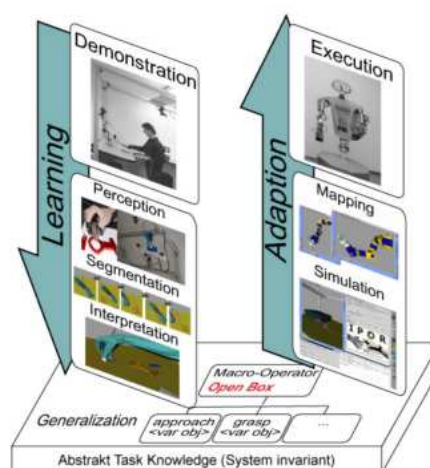 Demonstration
Learning
Perception
Segmentation
Interpretation
Execution
Adaption
Mapping
Simulation
I P O R
Macro-Operator
Open Box
Generalization
approach
<var obj>
grasp
<var obj>
...
Abstrakt Task Knowledge (System invariant)